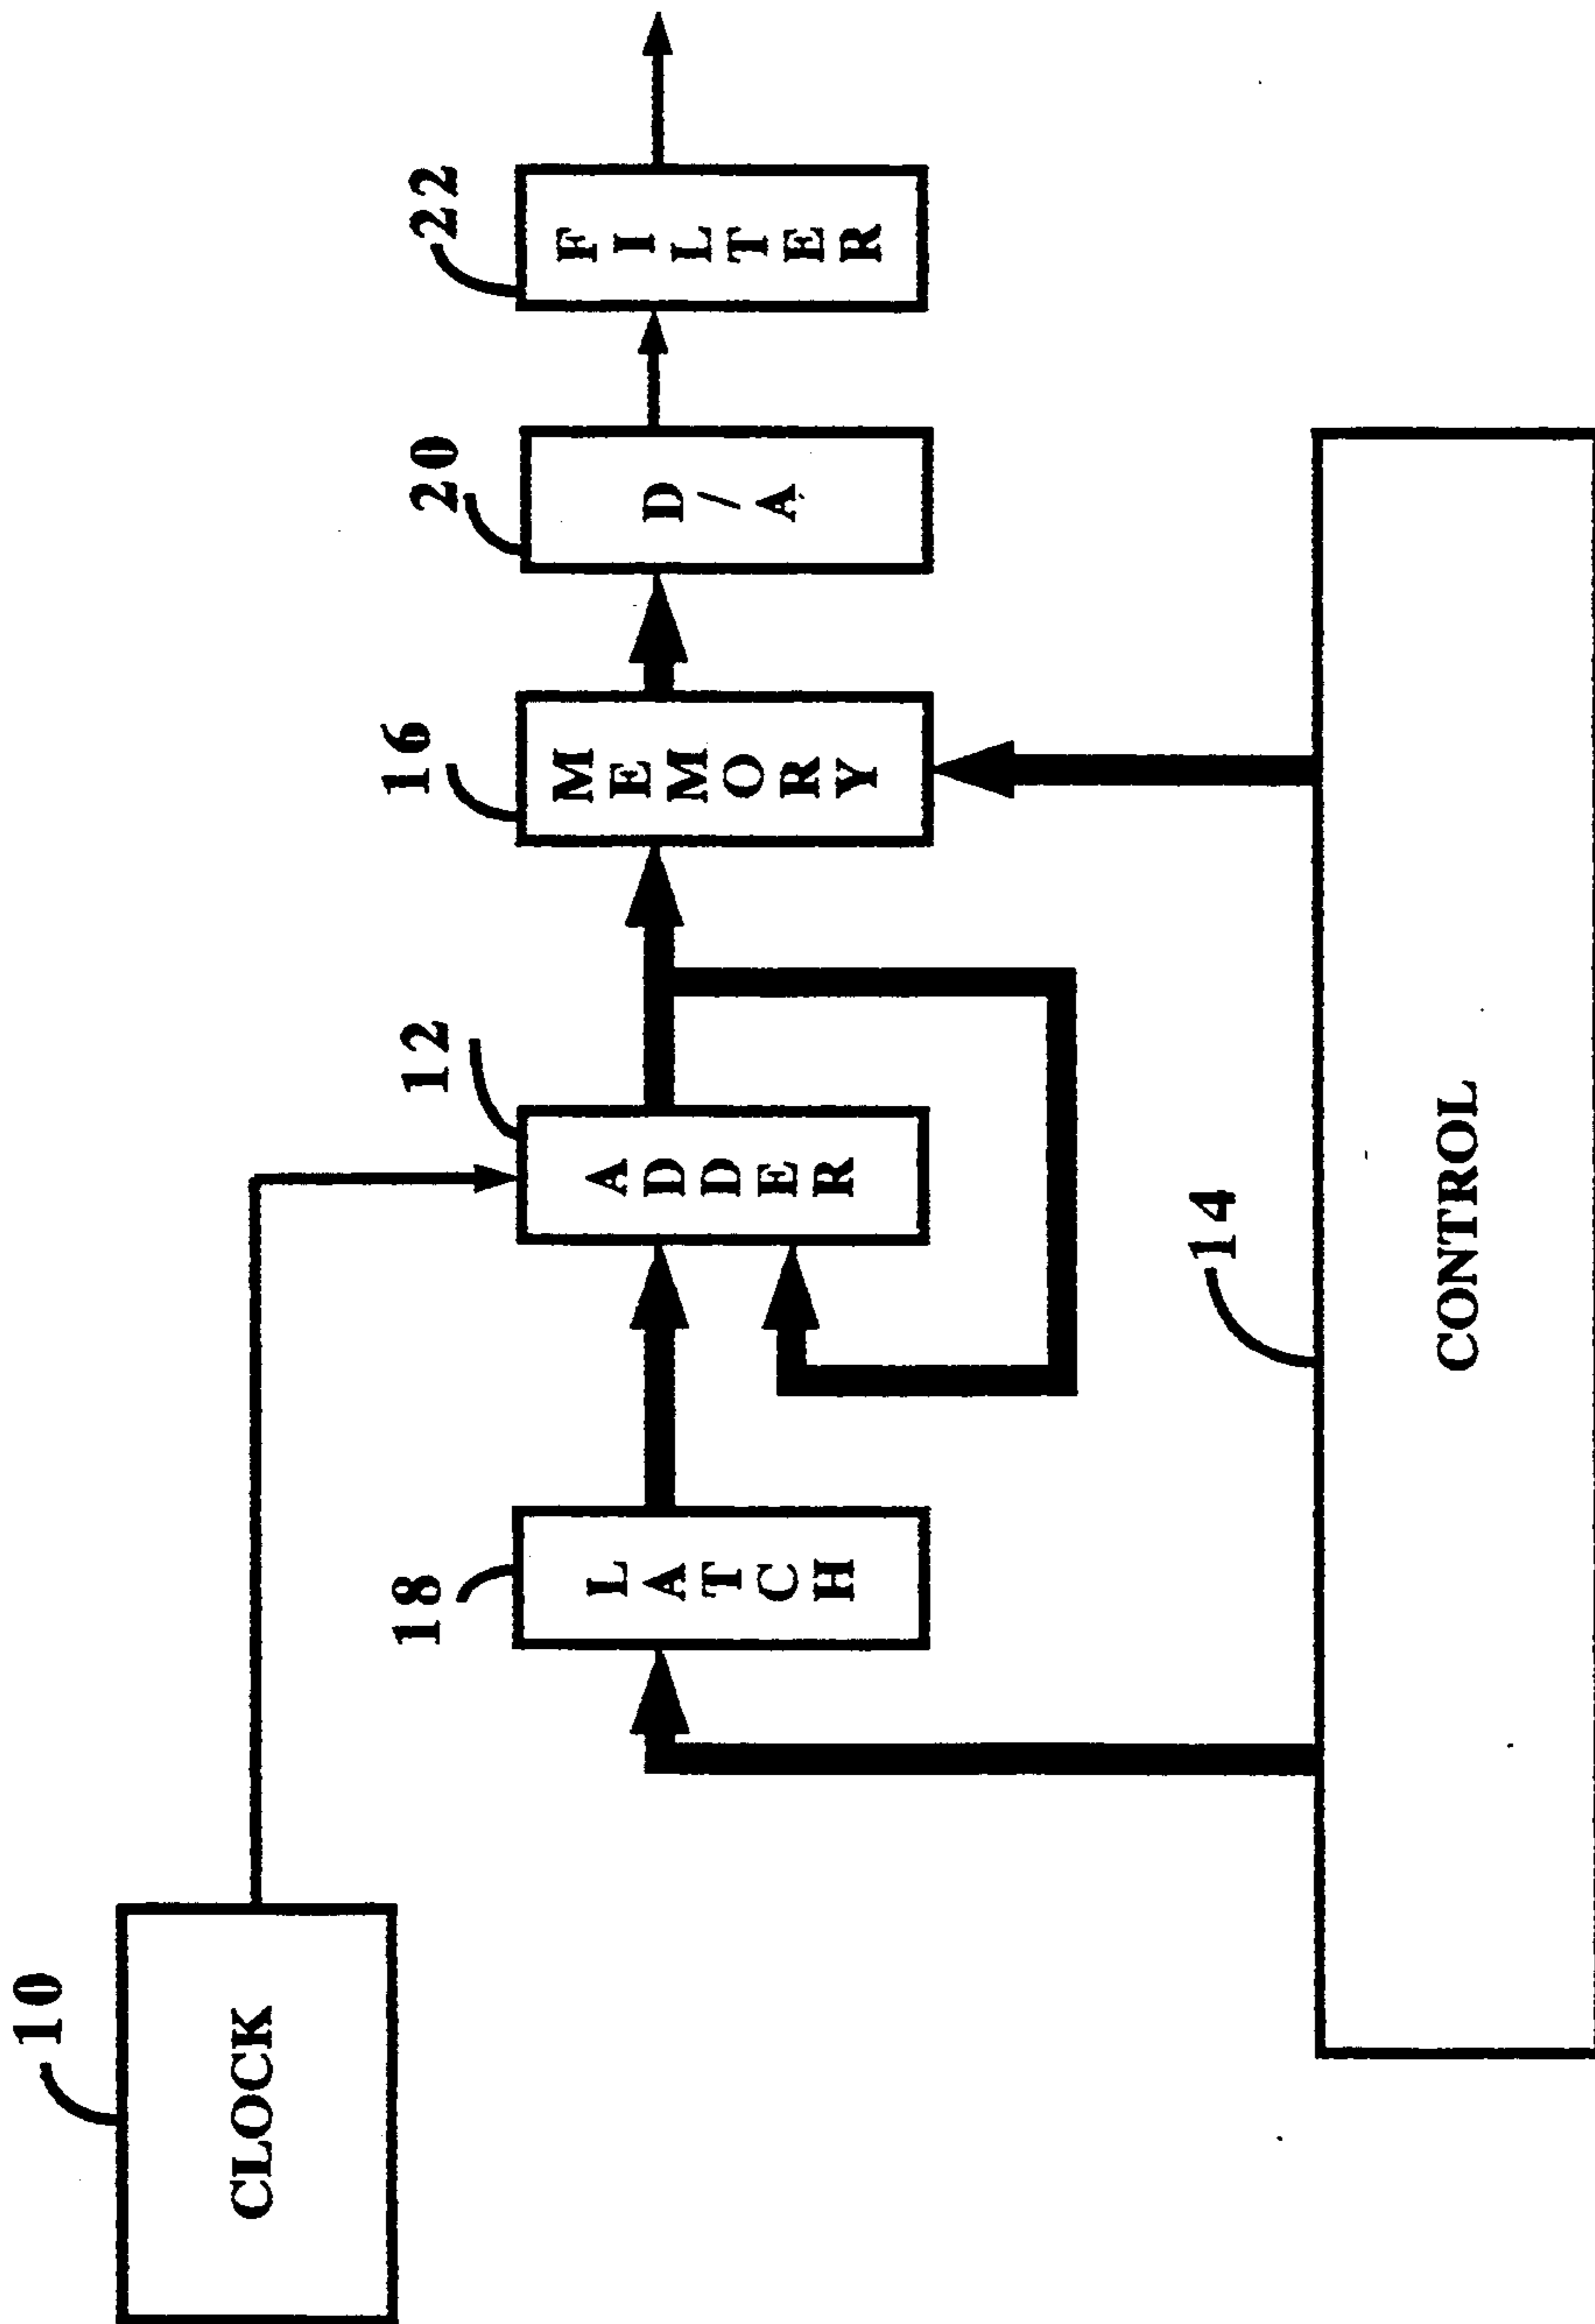 10
CLOCK
18
LATCH
12
ADDER
16
MEMORY
20
D/A
22
FILTER
14
CONTROL